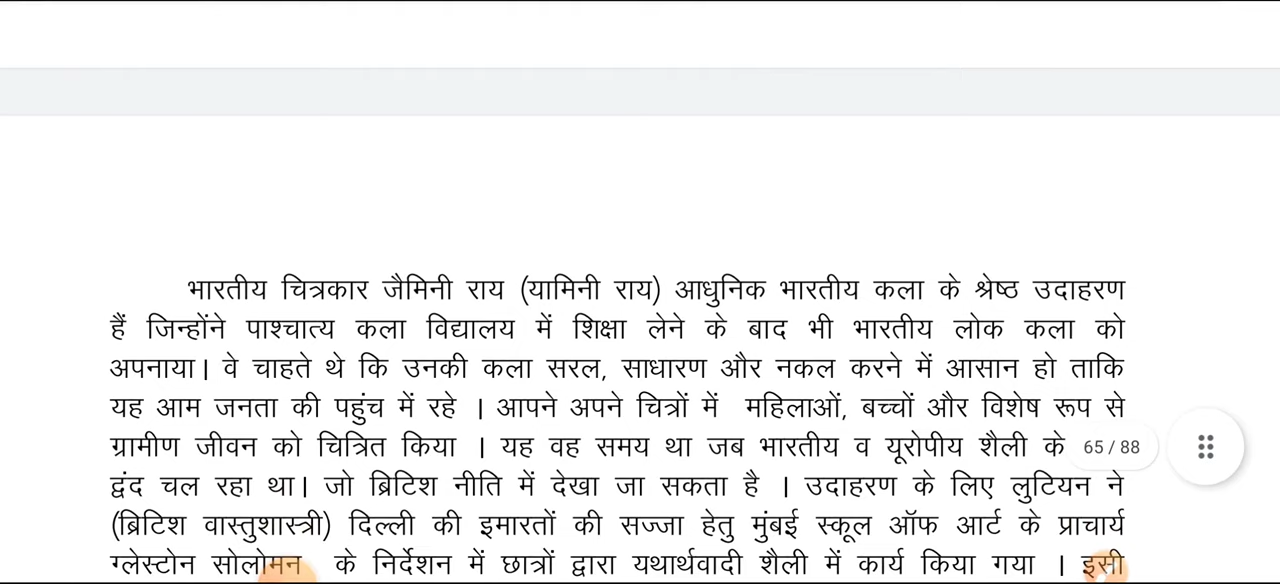 भारतीय चित्रकार जैमिनी राय (यामिनी राय) आधुनिक भारतीय कला के श्रेष्ठ उदाहरण
हैं जिन्होंने पाश्चात्य कला विद्यालय में शिक्षा लेने के बाद भी भारतीय लोक कला को
अपनाया। वे चाहते थे कि उनकी कला सरल, साधारण और नकल करने में आसान हो ताकि
यह आम जनता की पहुंच में रहे । आपने अपने चित्रों में महिलाओं, बच्चों और विशेष रूप से
ग्रामीण जीवन को चित्रित किया । यह वह समय था जब भारतीय व यूरोपीय शैली के
65 / 88
द्वंद चल रहा था। जो ब्रिटिश नीति में देखा जा सकता है । उदाहरण के लिए लुटियन ने
(ब्रिटिश वास्तुशास्त्री) दिल्ली की इमारतों की सज्जा हेतु मुंबई स्कूल ऑफ आर्ट के प्राचार्य
ग्लेस्टोन सोलोमन के निर्देशन में छात्रों द्वारा यथार्थवादी शैली में कार्य किया गया । इसी